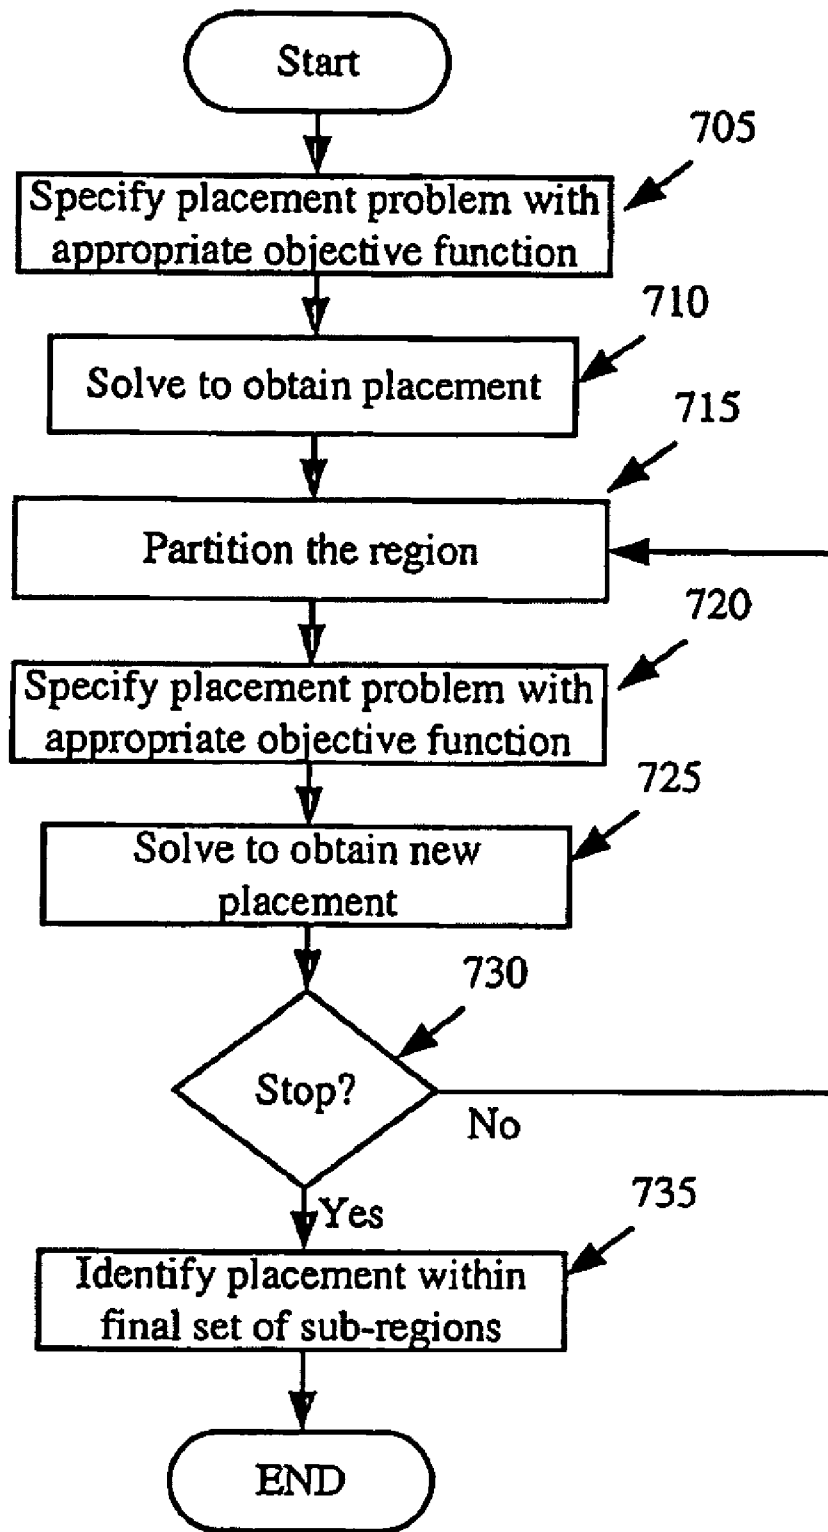 Start
705
Specify placement problem with
appropriate objective function
710
Solve to obtain placement
715
Partition the region
720
Specify placement problem with
appropriate objective function
725
Solve to obtain new
placement
730
Stop?
No
Yes
735
Identify placement within
final set of sub-regions
END